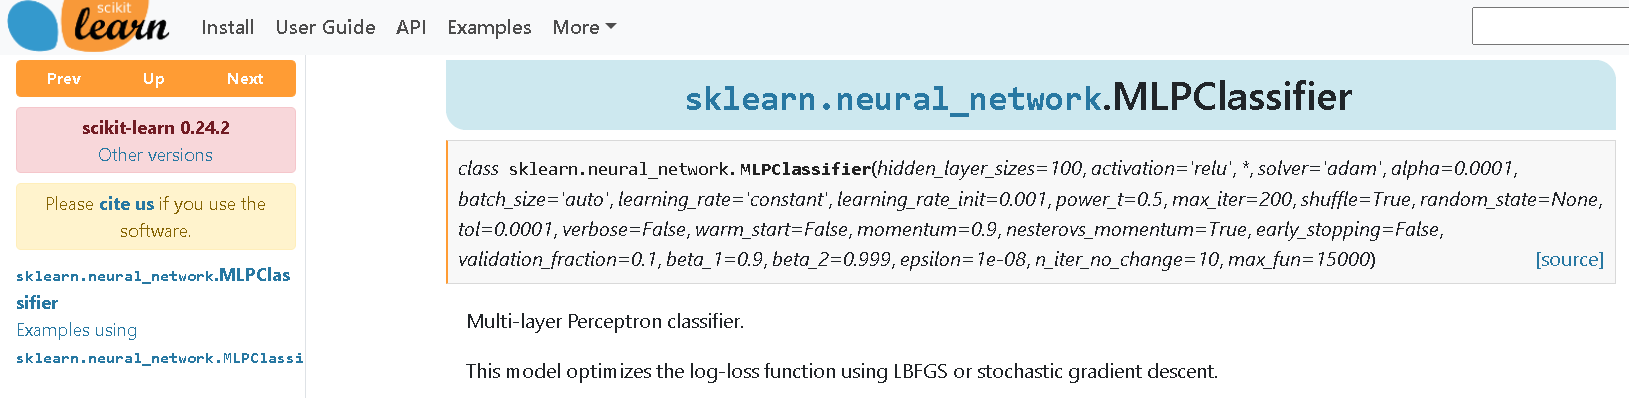 scikit
learn
Install User Guide API Examples More
Prev Up Next
scikit-learn 0.24.2
Other versions
Please cite us if you use the
software.
sklearn.neural_network.MLPClas
sifier
Examples using
sklearn.neural_network.MLPClassi
sklearn.neural_network.MLPClassifier
class sklearn.neural_network.MLPClassifier(hidden_layer_sizes=100, activation='relu', *, solver='adam', alpha=0.0001,
batch_size='auto', learning_rate='constant', learning_rate_init=0.001, power_t=0.5, max_iter=200, shuffle=True, random_state=None,
tol=0.0001, verbose=False, warm_start=False, momentum=0.9, nesterovs_momentum=True, early_stopping=False,
validation_fraction=0.1, beta_1=0.9, beta_2=0.999, epsilon=1e-08, n_iter_no_change=10, max_fun=15000) [source]
Multi-layer Perceptron classifier.
This model optimizes the log-loss function using LBFGS or stochastic gradient descent.